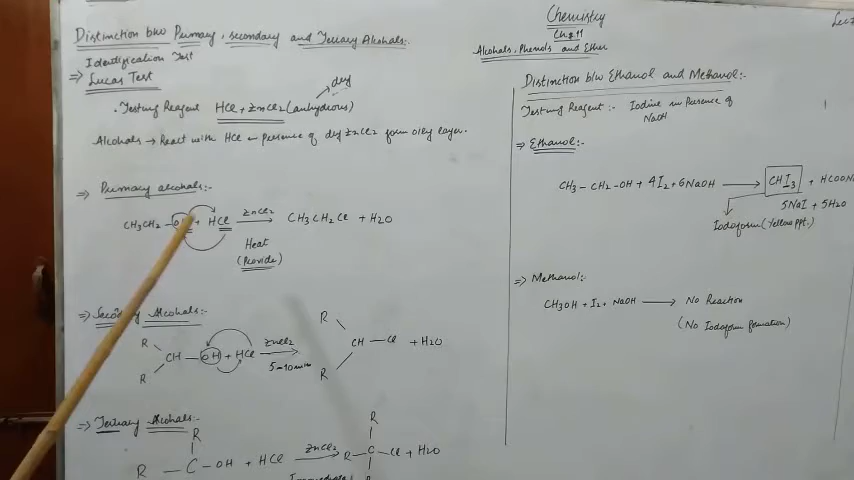 Chemistry
Ch # 11
Alcohals, Phenols and Ether
Distinction b/w Primary, secondary and Tertiary Alcohals:-
Identification Test
⇒ Lucas Test
dry
. Testing Reagent HCl + ZnCl2 (anhydrous)
Alcohals → React with HCl in presence of dry ZnCl2 form oily layer.
⇒ Primary alcohals:-
CH3CH2 - OH + HCl ZnCl2 → CH3CH2Cl + H2O
Heat
(Provide)
⇒ Secondary Alcohals:-
R R
CH - OH + HCl ZnCl2 → CH - Cl + H2O
5-10 min
R R
⇒ Tertiary Alcohals:-
R R
R - C - OH + HCl ZnCl2 → R - C - Cl + H2O
R
Distinction b/w Ethanol and Methanol:-
Testing Reagent:- Iodine in Presence of
NaOH
⇒ Ethanol:-
CH3 - CH2 - OH + 4I2 + 6NaOH → CHI3 + HCOON
5NaI + 5H2O
Iodoform (Yellow ppt.)
⇒ Methanol:-
CH3OH + I2 + NaOH → No Reaction
(No Iodoform formation)